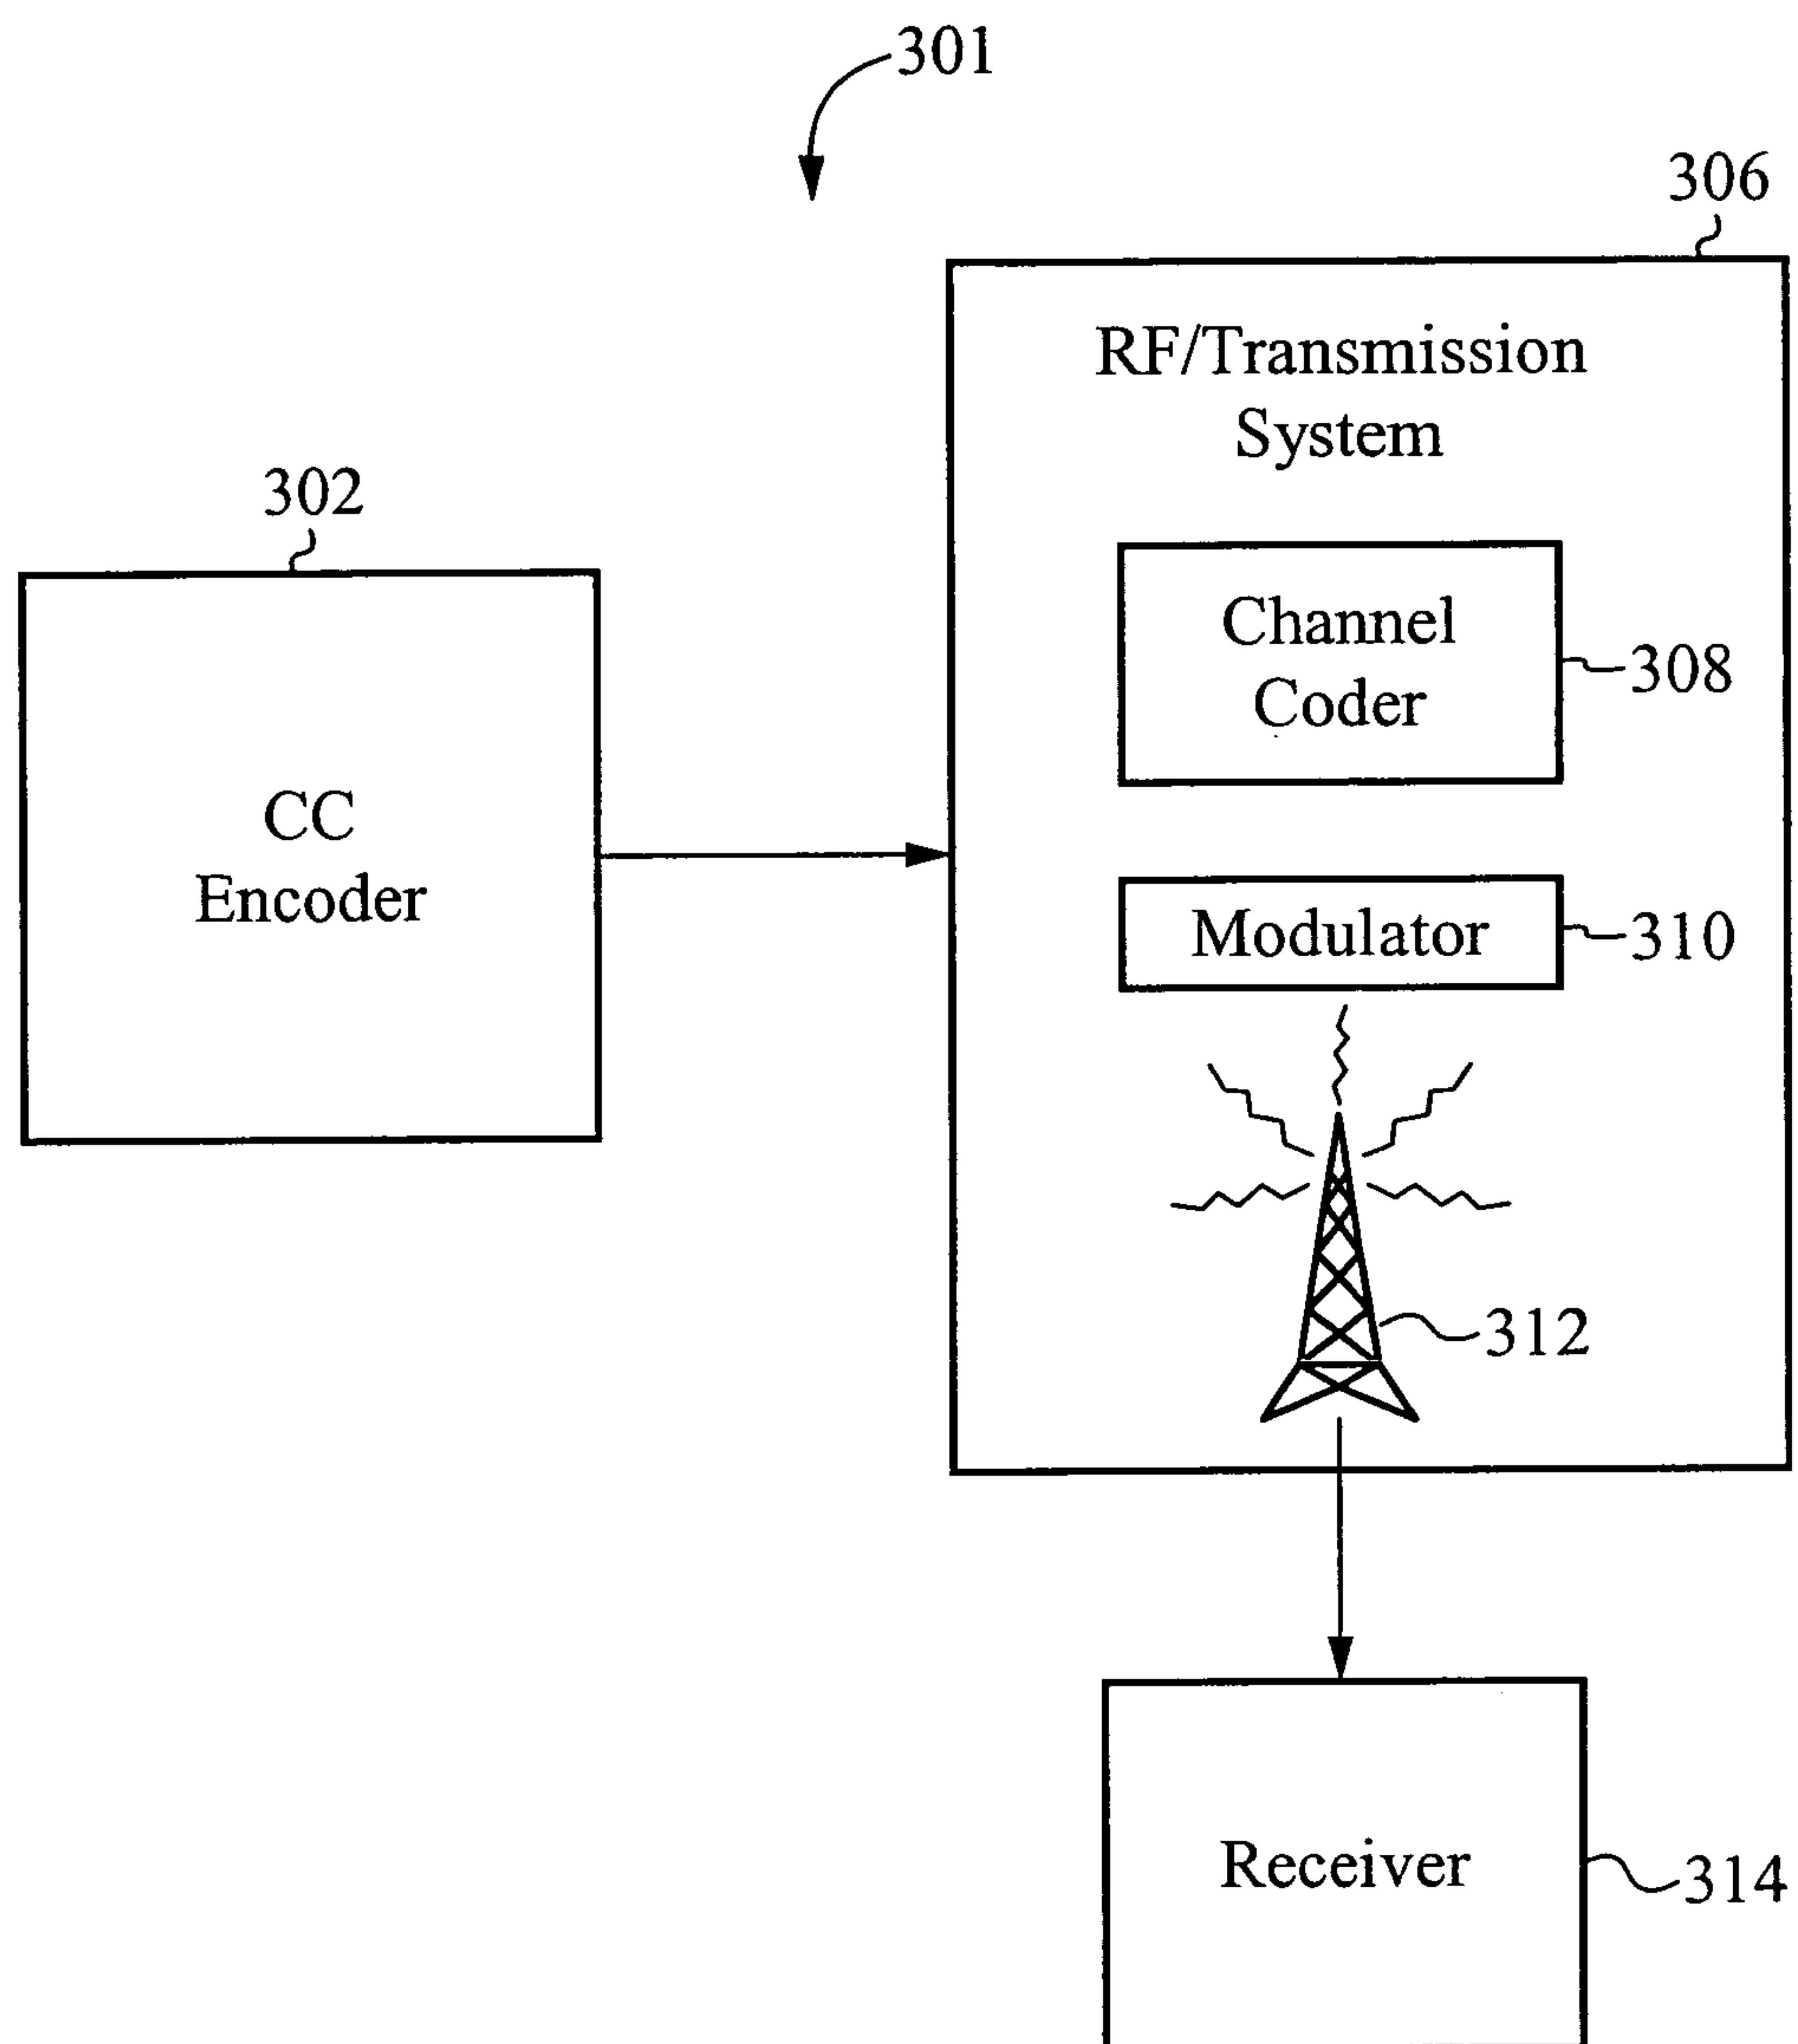 301
306
RF/Transmission
System
302
Channel
Coder
308
CC
Encoder
Modulator
310
312
Receiver
314